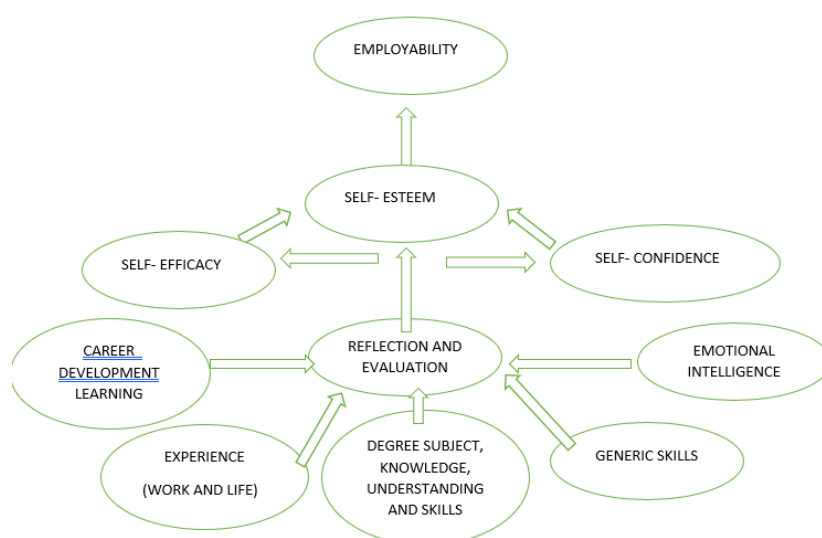 EMPLOYABILITY
SELF- ESTEEM
SELF- EFFICACY
SELF- CONFIDENCE
CAREER
DEVELOPMENT
LEARNING
REFLECTION AND
EVALUATION
EMOTIONAL
INTELLIGENCE
EXPERIENCE
(WORK AND LIFE)
DEGREE SUBJECT,
KNOWLEDGE,
UNDERSTANDING
AND SKILLS
GENERIC SKILLS